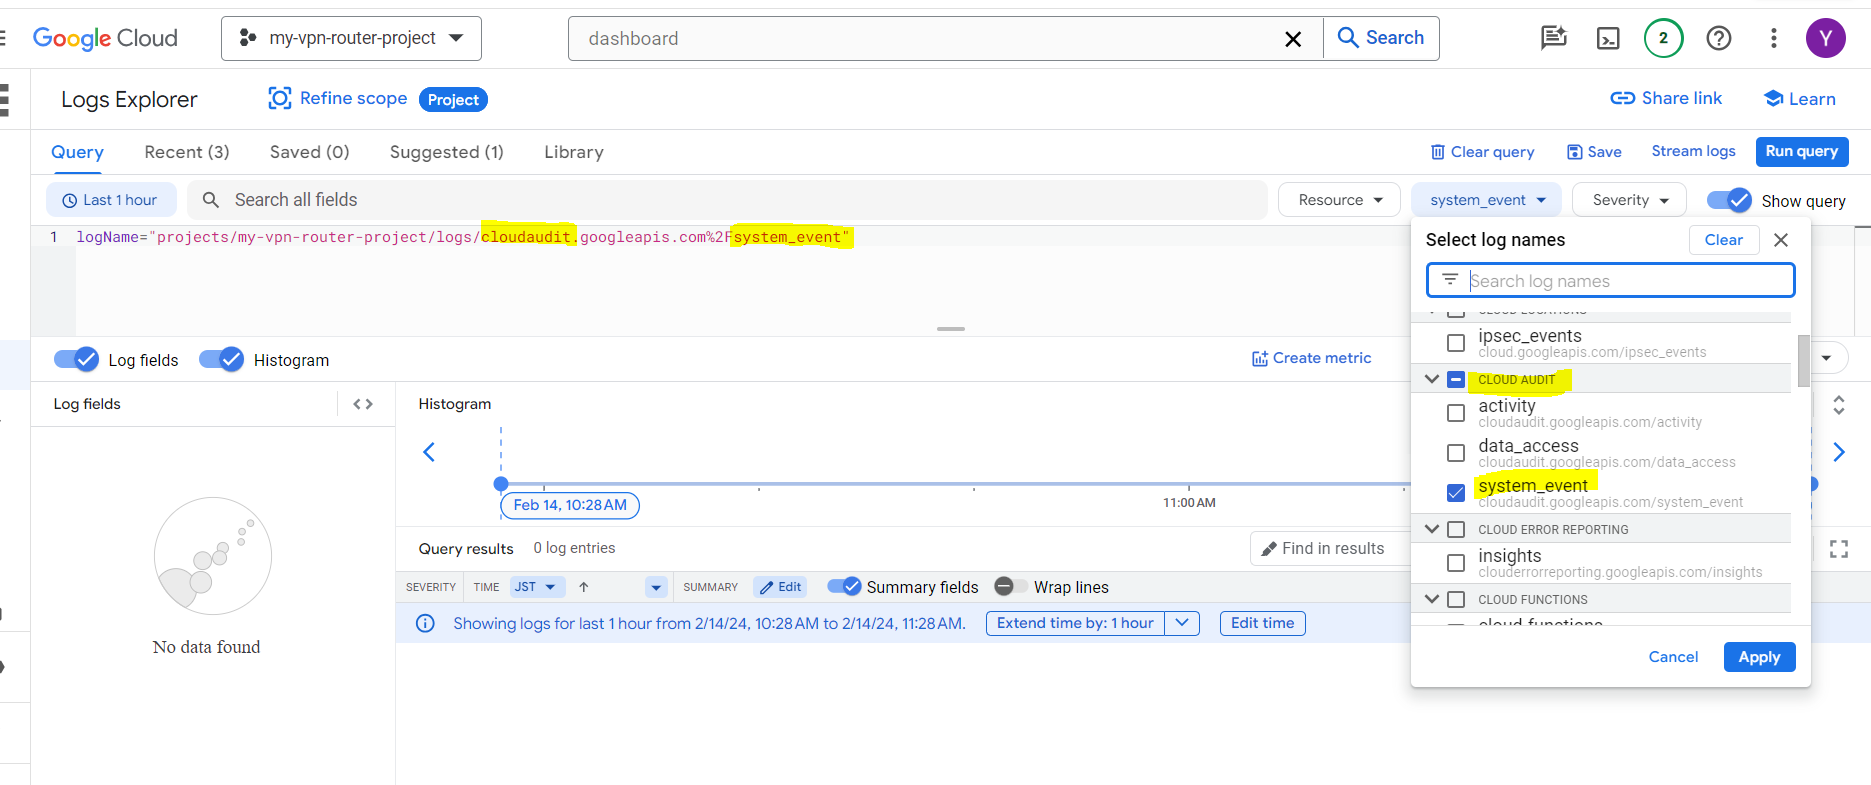 Google Cloud
my-vpn-router-project
dashboard
Search
2
Y
Logs Explorer
Refine scope
Project
Share link
Learn
Query
Recent (3)
Saved (0)
Suggested (1)
Library
Clear query
Save
Stream logs
Run query
Last 1 hour
Search all fields
Resource
system_event
Severity
Show query
1 logName="projects/my-vpn-router-project/logs/cloudaudit.googleapis.com%2Fsystem_event"
Select log names
Clear
Search log names
CLOUD LOCATIONS
ipsec_events
cloud.googleapis.com/ipsec_events
CLOUD AUDIT
activity
cloudaudit.googleapis.com/activity
data_access
cloudaudit.googleapis.com/data_access
system_event
cloudaudit.googleapis.com/system_event
CLOUD ERROR REPORTING
insights
clouderrorreporting.googleapis.com/insights
CLOUD FUNCTIONS
cloud-functions
Cancel
Apply
Log fields
Histogram
Create metric
Log fields
<>
Histogram
Feb 14, 10:28 AM
11:00 AM
No data found
Query results
0 log entries
Find in results
SEVERITY
TIME
JST
SUMMARY
Edit
Summary fields
Wrap lines
Showing logs for last 1 hour from 2/14/24, 10:28 AM to 2/14/24, 11:28 AM.
Extend time by: 1 hour
Edit time